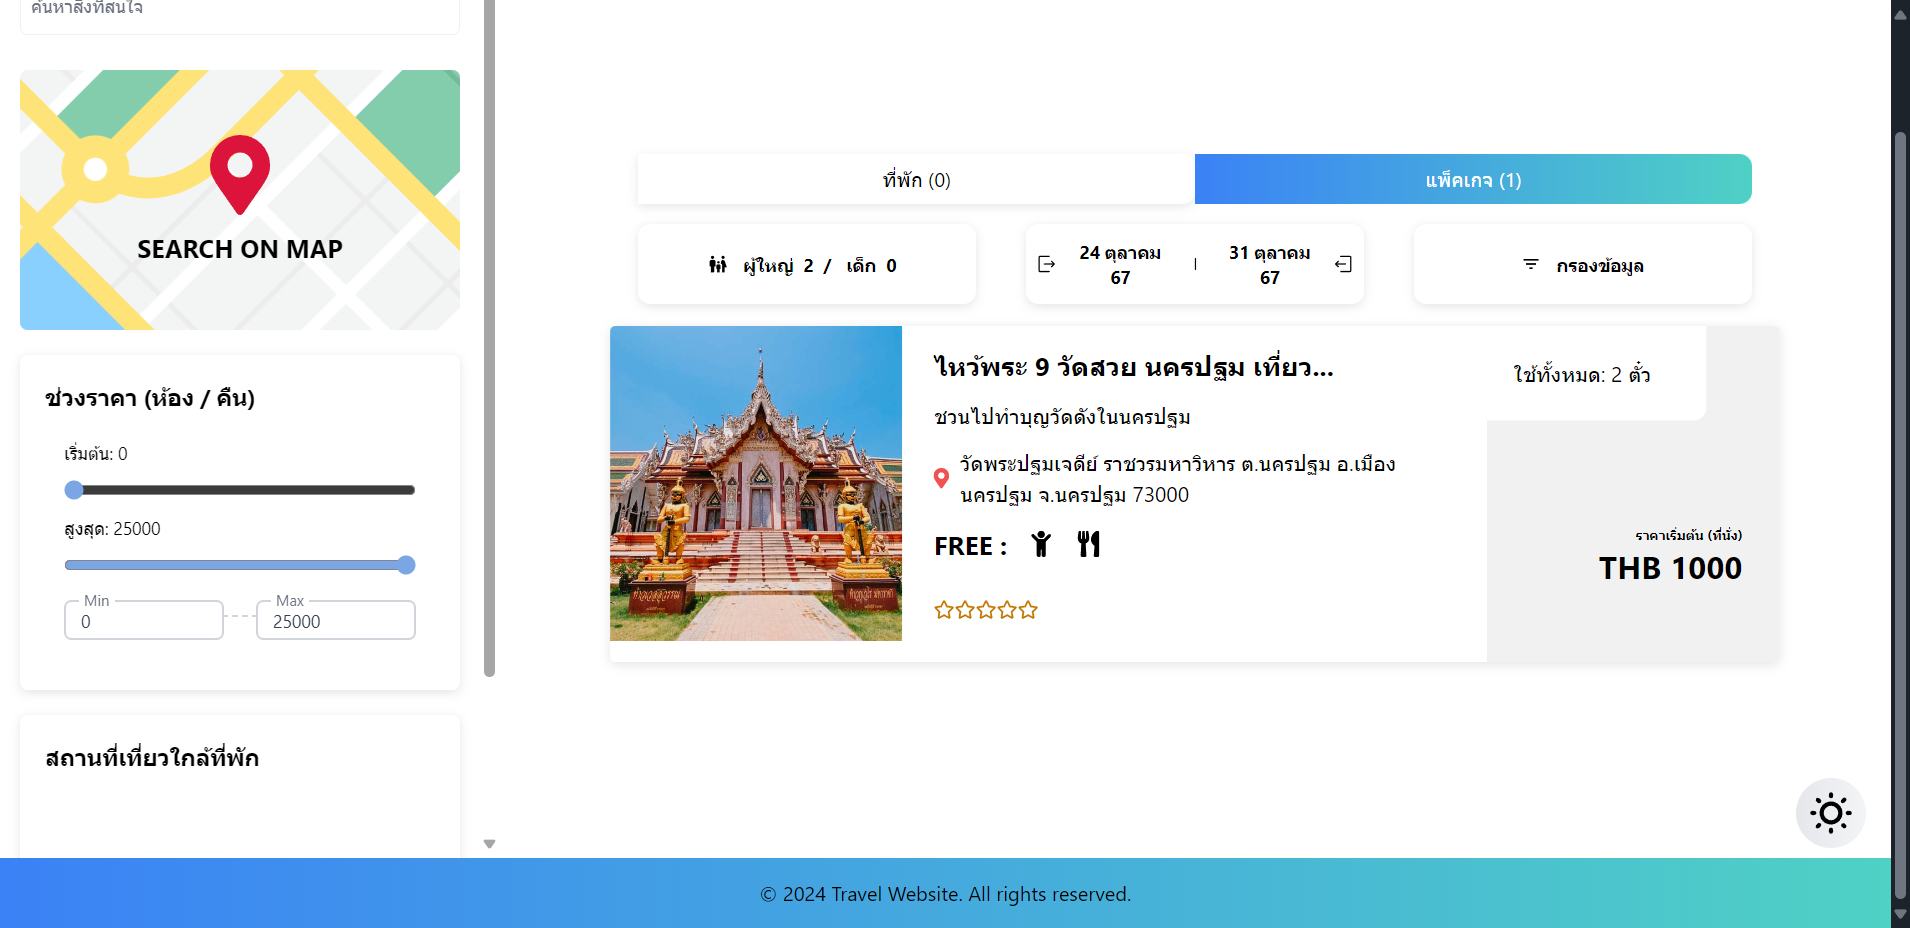 ค้นหาสิ่งที่สนใจ
SEARCH ON MAP
ช่วงราคา (ห้อง / คืน)
เริ่มต้น: 0
สูงสุด: 25000
Min
0
Max
25000
สถานที่เที่ยวใกล้ที่พัก
ที่พัก (0)
แพ็คเกจ (1)
ผู้ใหญ่ 2 / เด็ก 0
24 ตุลาคม
67
31 ตุลาคม
67
กรองข้อมูล
ไหว้พระ 9 วัดสวย นครปฐม เที่ยว...
ชวนไปทำบุญวัดดังในนครปฐม
วัดพระปฐมเจดีย์ ราชวรมหาวิหาร ต.นครปฐม อ.เมือง
นครปฐม จ.นครปฐม 73000
FREE :
ใช้ทั้งหมด: 2 ตั๋ว
ราคาเริ่มต้น (ที่นั่ง)
THB 1000
© 2024 Travel Website. All rights reserved.